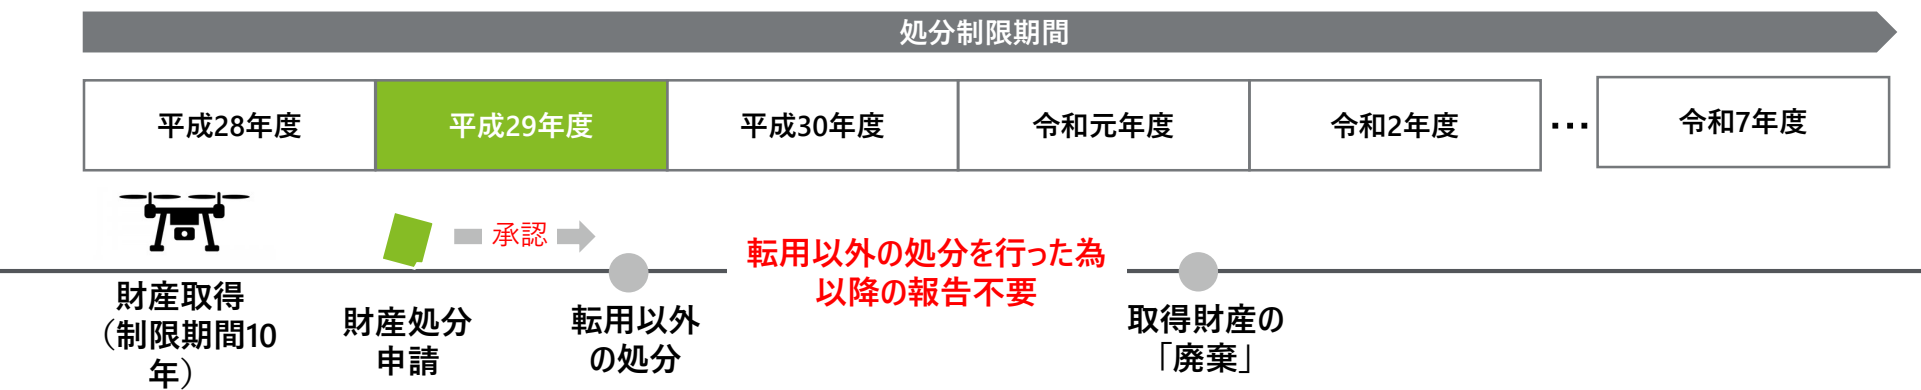 処分制限期間
平成28年度
平成29年度
平成30年度
令和元年度
令和2年度
…
令和7年度
承認
転用以外の処分を行った為
以降の報告不要
財産取得
（制限期間10
年）
財産処分
申請
転用以外
の処分
取得財産の
「廃棄」